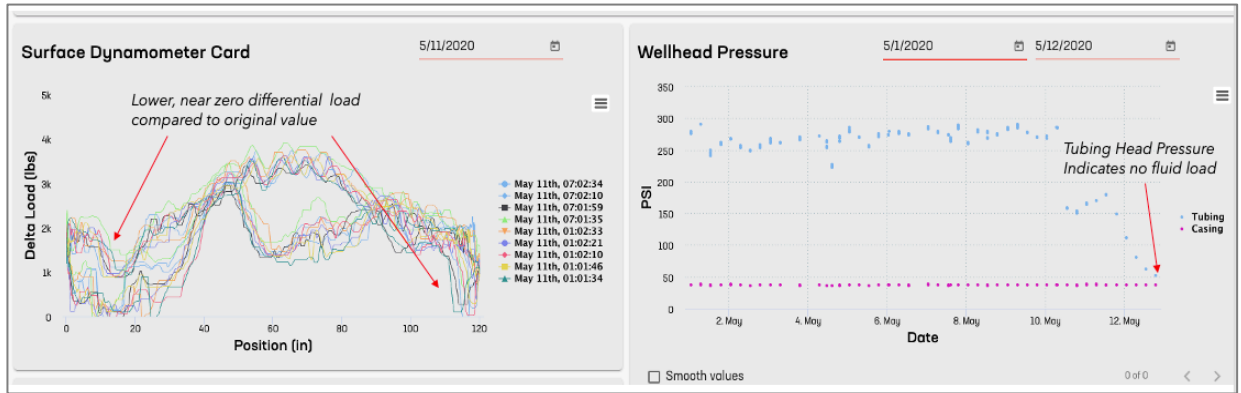 Surface Dynamometer Card
5/11/2020
Lower, near zero differential load
compared to original value
5k
4k
3k
2k
1k
0
Delta Load (lbs)
0 20 40 60 80 100 120
Position (in)
May 11th, 07:02:34
May 11th, 07:02:10
May 11th, 07:01:59
May 11th, 07:01:35
May 11th, 01:02:33
May 11th, 01:02:21
May 11th, 01:02:10
May 11th, 01:01:46
May 11th, 01:01:34
Wellhead Pressure
5/1/2020
5/12/2020
350
300
250
200
150
100
50
0
PSI
Tubing Head Pressure
Indicates no fluid load
Tubing
Casing
2. May 4. May 6. May 8. May 10. May 12. May
Date
Smooth values
0 of 0